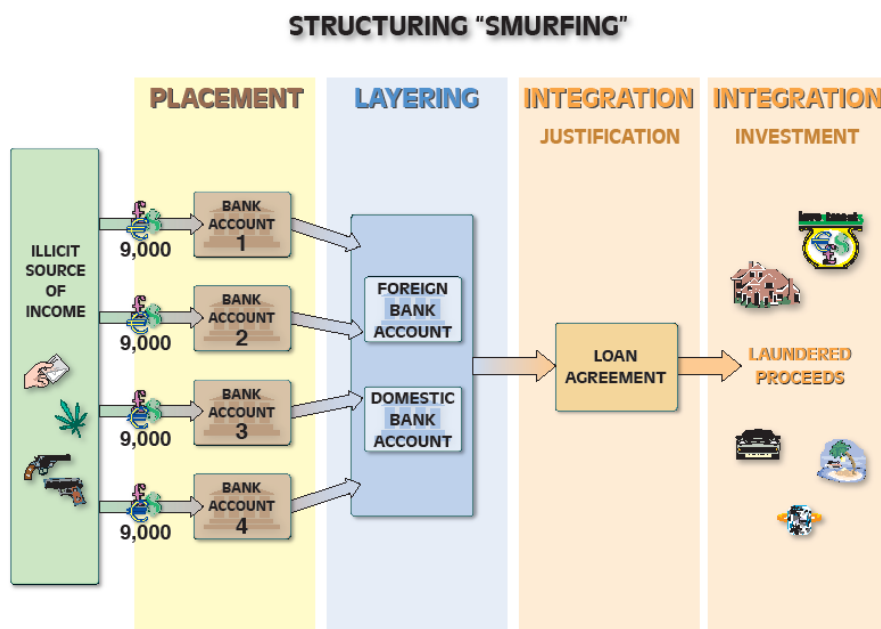 STRUCTURING "SMURFING"
PLACEMENT
LAYERING
INTEGRATION
JUSTIFICATION
INTEGRATION
INVESTMENT
ILLICIT
SOURCE
OF
INCOME
£
€$
9,000
BANK
ACCOUNT
1
£
€$
9,000
BANK
ACCOUNT
2
£
€$
9,000
BANK
ACCOUNT
3
£
€$
9,000
BANK
ACCOUNT
4
FOREIGN
BANK
ACCOUNT
DOMESTIC
BANK
ACCOUNT
LOAN
AGREEMENT
Investments
€$
£
LAUNDERED
PROCEEDS